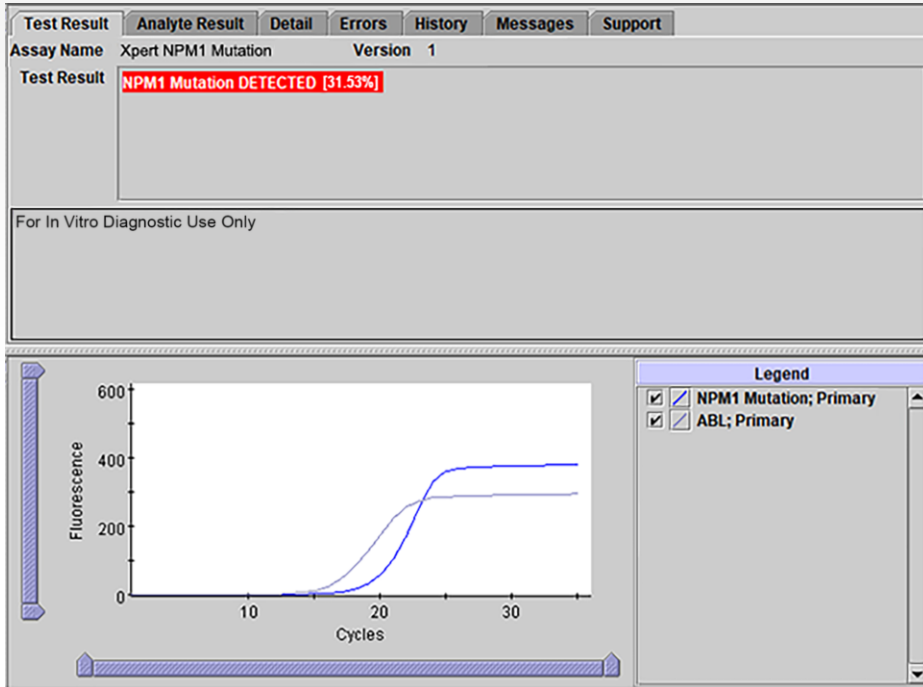 Test Result Analyte Result Detail Errors History Messages Support
Assay Name Xpert NPM1 Mutation Version 1
Test Result NPM1 Mutation DETECTED [31.53%]
For In Vitro Diagnostic Use Only
600
400
200
0
Fluorescence
10 20 30
Cycles
Legend
NPM1 Mutation; Primary
ABL; Primary